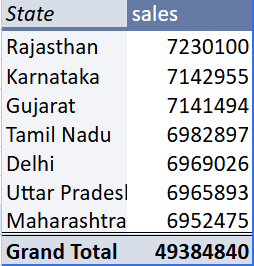 State sales
Rajasthan 7230100
Karnataka 7142955
Gujarat 7141494
Tamil Nadu 6982897
Delhi 6969026
Uttar Pradesl 6965893
Maharashtra 6952475
Grand Total 49384840